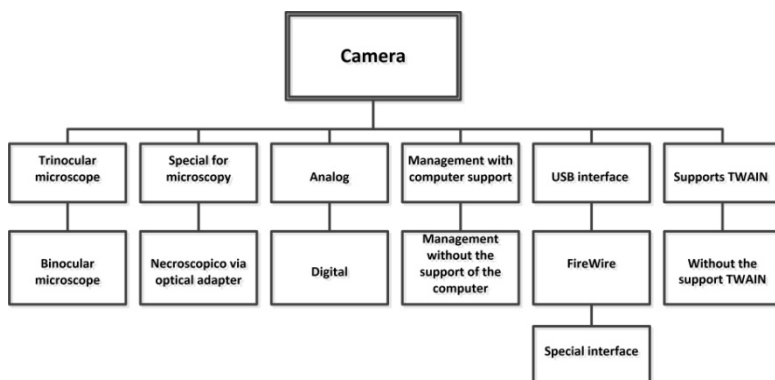 Camera
Trinocular
microscope
Special for
microscopy
Analog
Management with
computer support
USB interface
Supports TWAIN
Binocular
microscope
Necroscopico via
optical adapter
Digital
Management
without the
support of the
computer
FireWire
Without the
support TWAIN
Special interface